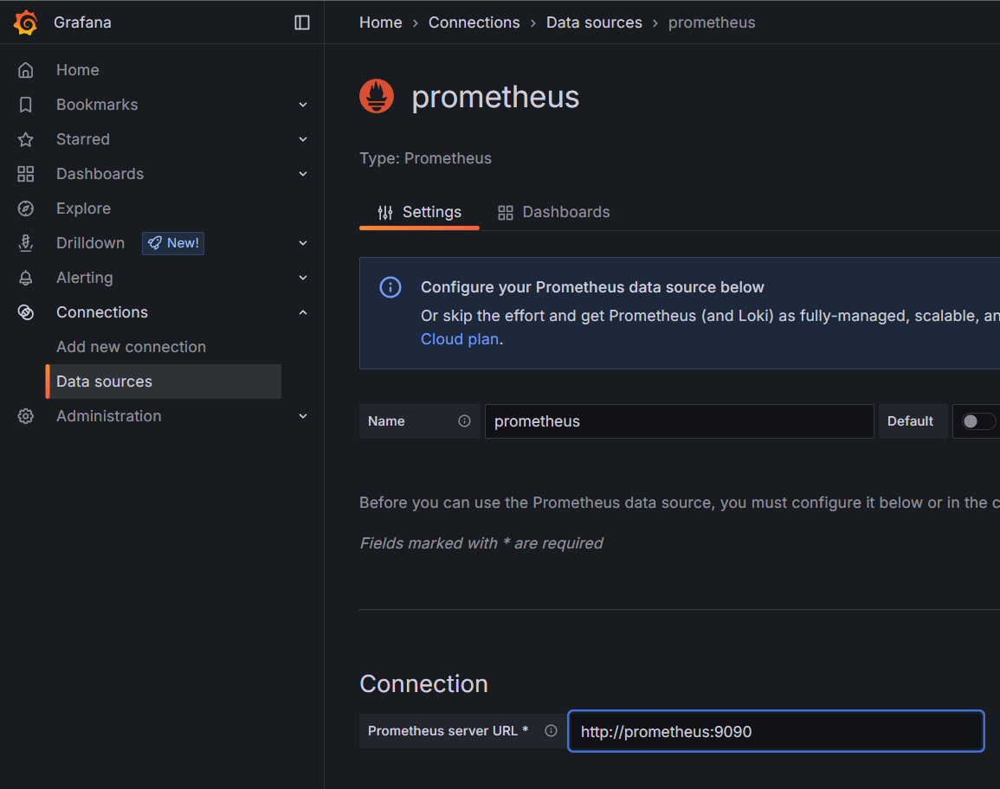 Grafana
Home › Connections › Data sources › prometheus
Home
Bookmarks
Starred
Dashboards
Explore
Drilldown New!
Alerting
Connections
Add new connection
Data sources
Administration
prometheus
Type: Prometheus
Settings Dashboards
Configure your Prometheus data source below
Or skip the effort and get Prometheus (and Loki) as fully-managed, scalable, an
Cloud plan.
Name prometheus Default
Before you can use the Prometheus data source, you must configure it below or in the c
Fields marked with * are required
Connection
Prometheus server URL * http://prometheus:9090